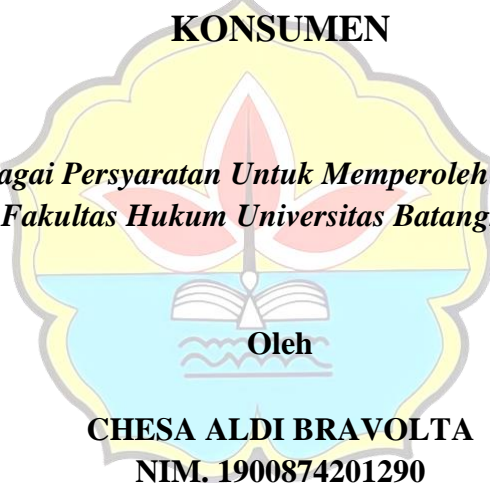 KONSUMEN
agai Persyaratan Untuk Memperoleh
Fakultas Hukum Universitas Batang
Oleh
CHESA ALDI BRAVOLTA
NIM. 1900874201290